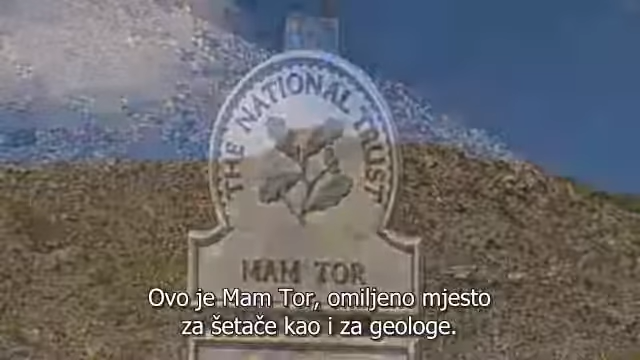 THE NATIONAL TRUST
MAM TOR
Ovo je Mam Tor, omiljeno mjesto
za šetače kao i za geologe.